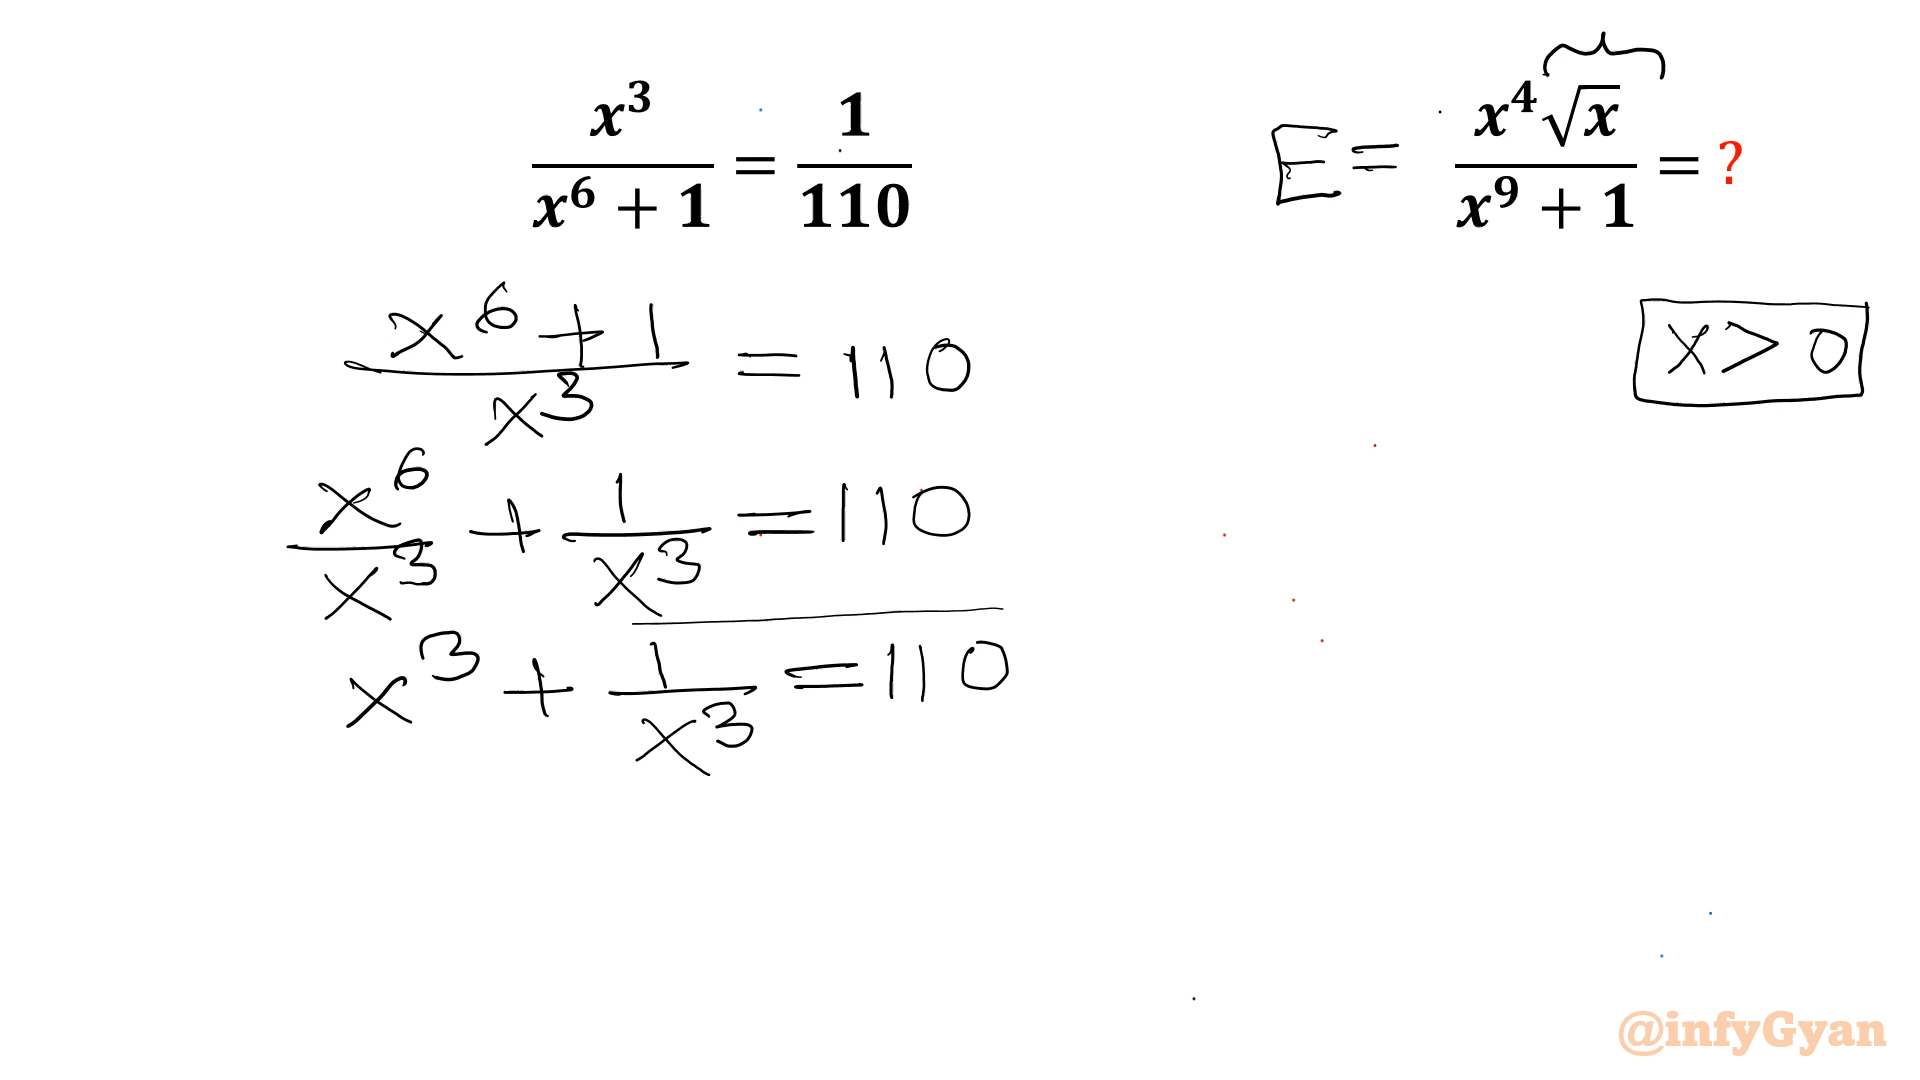 x³/(x⁶ + 1) = 1/110
E = x⁴√x/(x⁹ + 1) = ?
x > 0
x⁶ + 1/x³ = 110
x⁶/x³ + 1/x³ = 110
x³ + 1/x³ = 110
@infyGyan